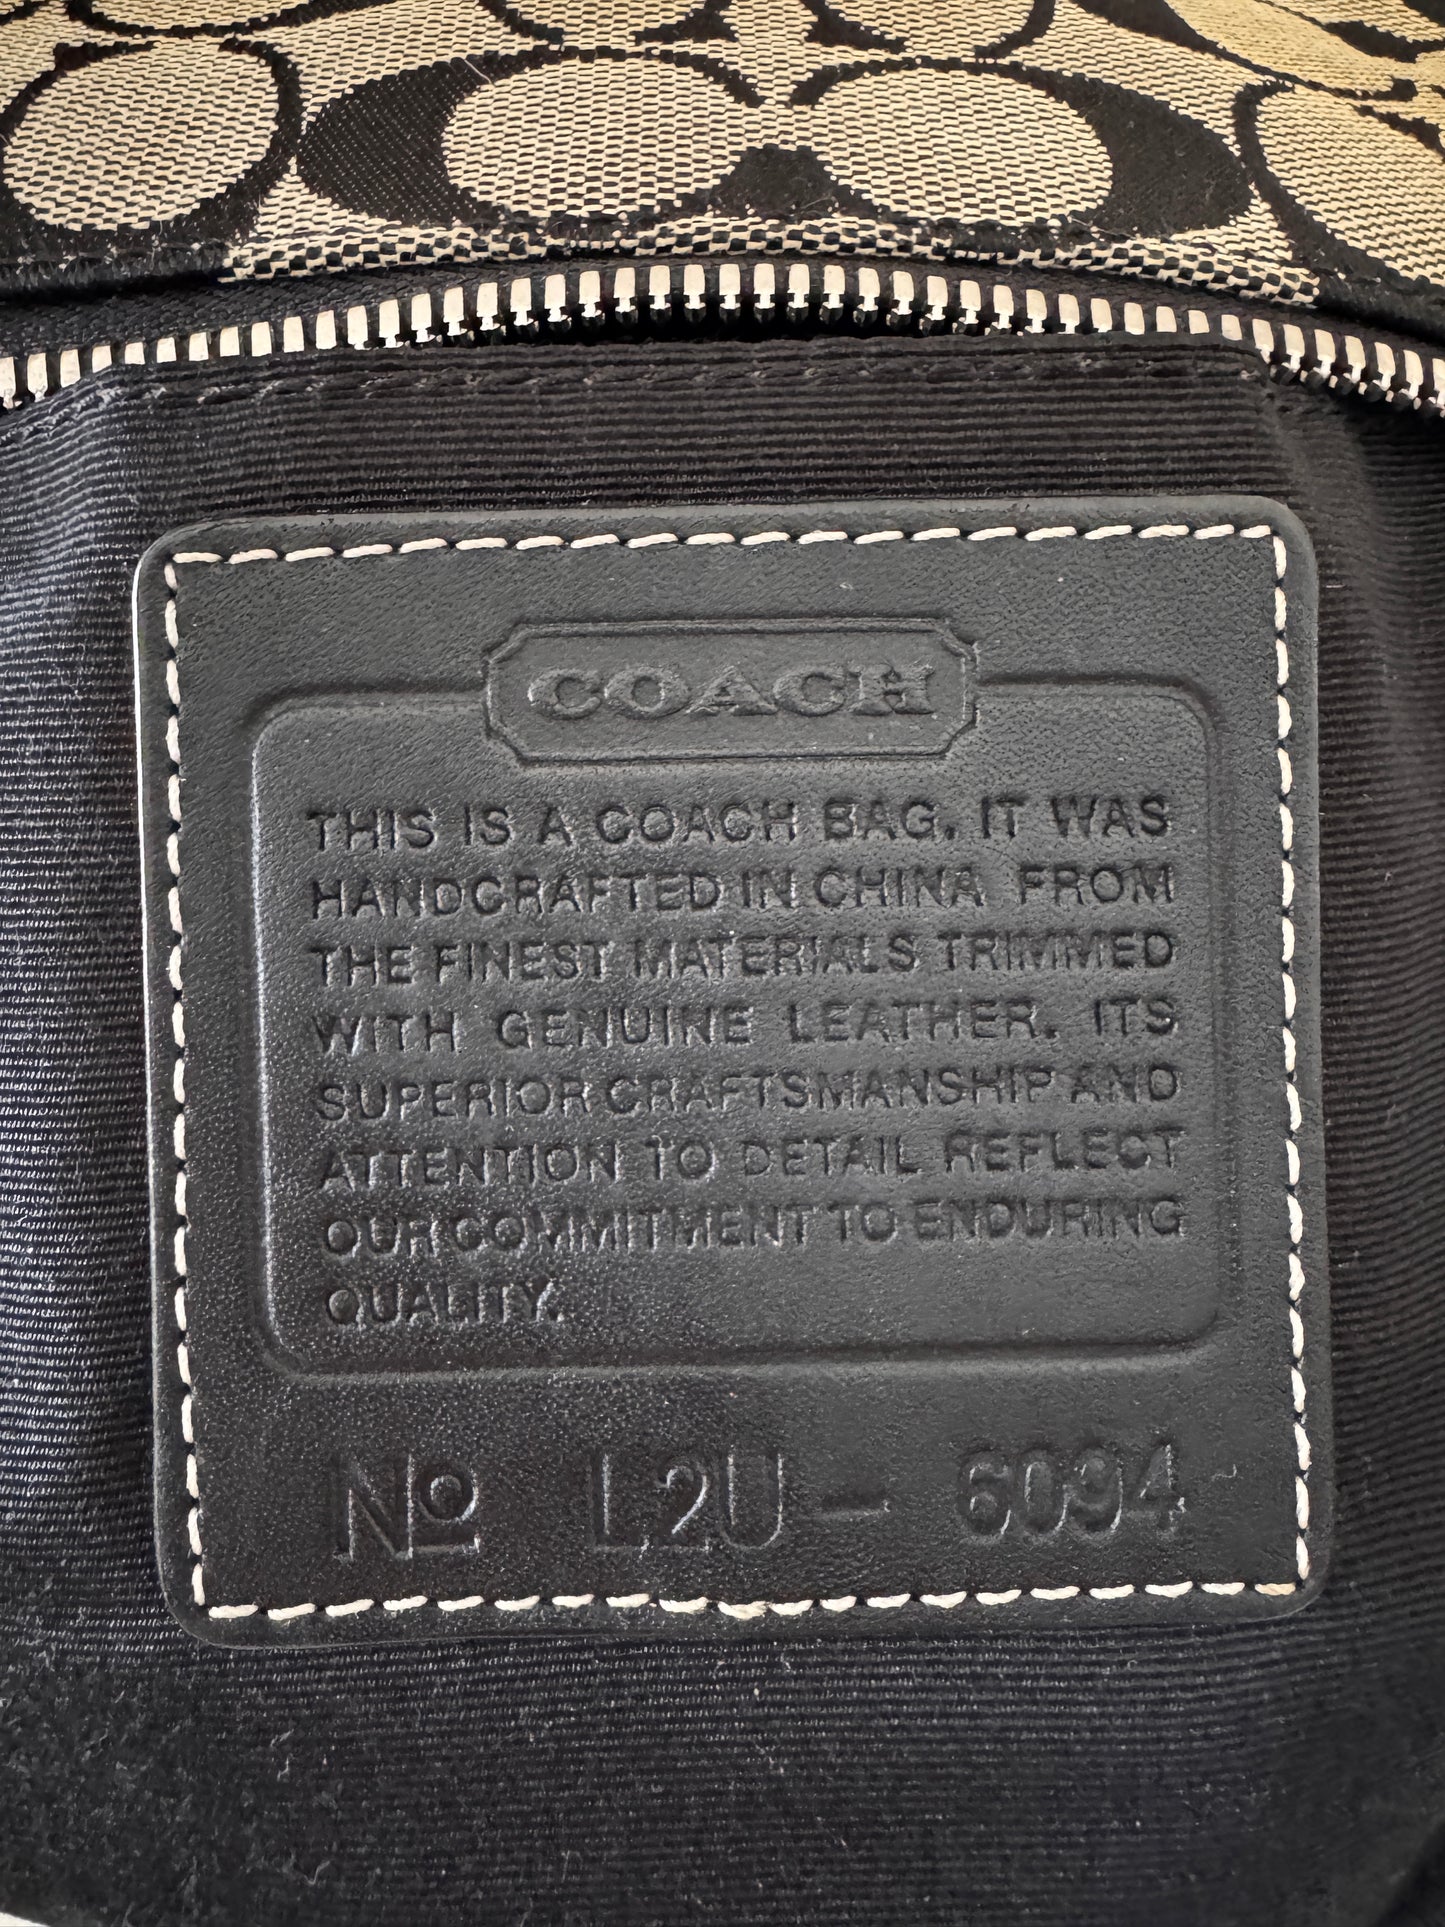 COACH
THIS IS A COACH BAG. IT WAS
HANDCRAFTED IN CHINA FROM
THE FINEST MATERIALS TRIMMED
WITH GENUINE LEATHER. ITS
SUPERIOR CRAFTSMANSHIP AND
ATTENTION TO DETAIL REFLECT
OUR COMMITMENT TO ENDURING
QUALITY.
Nº L2U - 6094